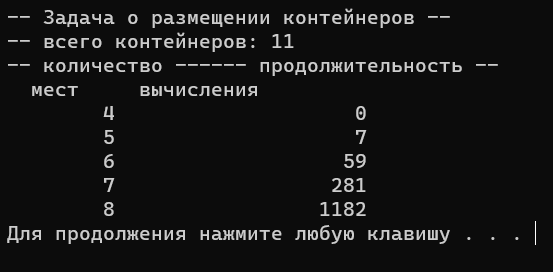 -- Задача о размещении контейнеров --
-- всего контейнеров: 11
-- количество ------ продолжительность --
мест вычисления
4 0
5 7
6 59
7 281
8 1182
Для продолжения нажмите любую клавишу . . .